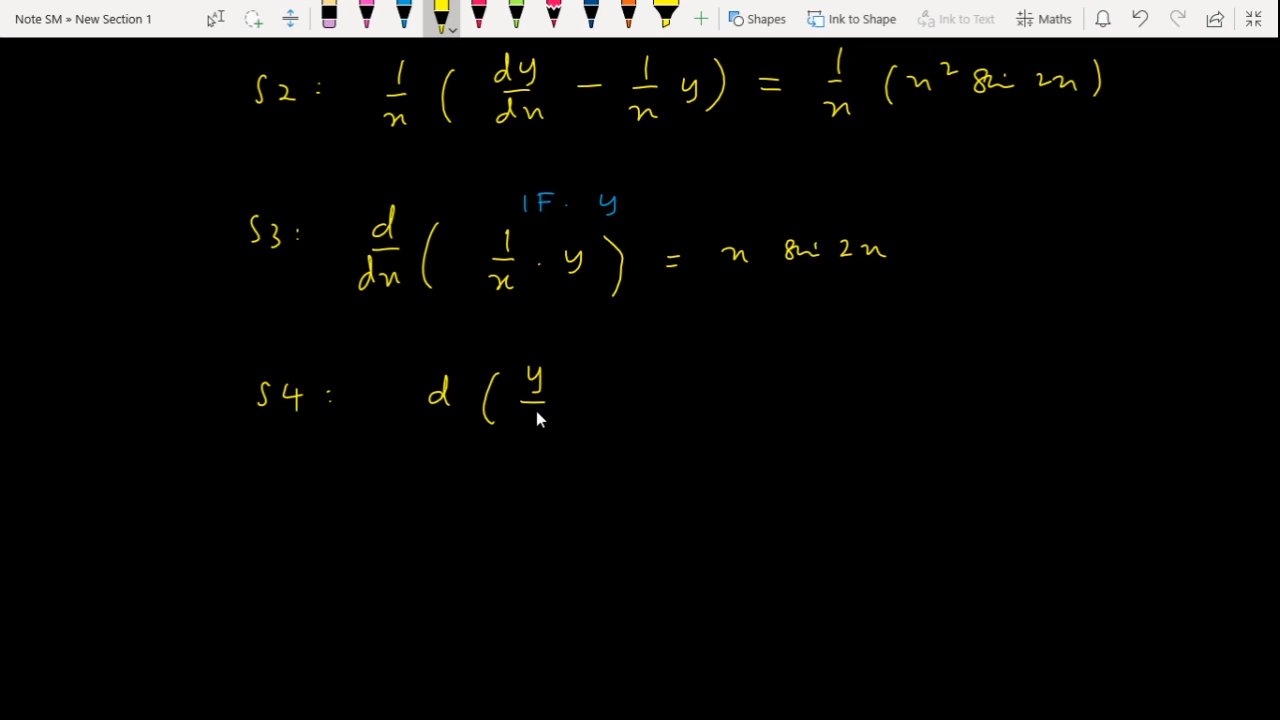 Note SM » New Section 1
Shapes
Ink to Shape
Ink to Text
Maths
S2 : 1/x ( dy/dx − 1/x y ) = 1/x ( x² sin 2x )
IF . y
S3 : d/dx ( 1/x . y ) = x sin 2x
S4 : d ( y/